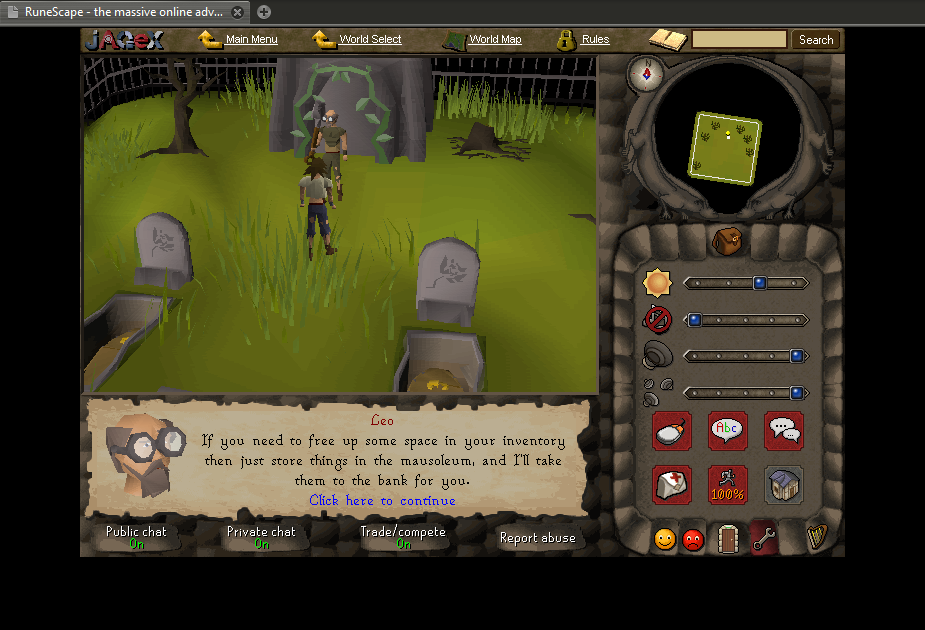 RuneScape - the massive online adv...
JAGEX
Main Menu
World Select
World Map
Rules
Search
N
Leo
If you need to free up some space in your inventory
then just store things in the mausoleum, and I'll take
them to the bank for you.
Click here to continue
Abc
100%
Public chat
On
Private chat
On
Trade/compete
On
Report abuse